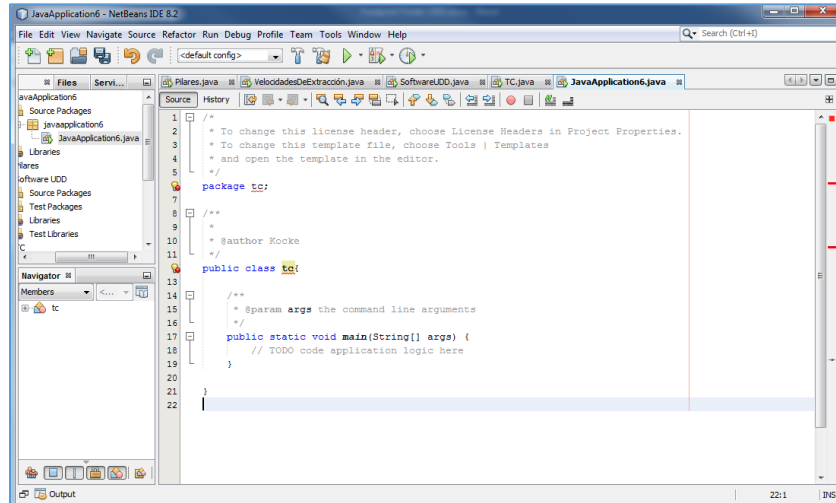 JavaApplication6 - NetBeans IDE 8.2
File Edit View Navigate Source Refactor Run Debug Profile Team Tools Window Help
Search (Ctrl+I)
<default config>
Files Servi...
Pilares.java VelocidadesDeExtracción.java SoftwareUDD.java TC.java JavaApplication6.java
Source History
avaApplication6
Source Packages
javaapplication6
JavaApplication6.java
Libraries
ilares
oftware UDD
Source Packages
Test Packages
Libraries
Test Libraries
C
Navigator
Members <...
tc
1 /*
2 * To change this license header, choose License Headers in Project Properties.
3 * To change this template file, choose Tools | Templates
4 * and open the template in the editor.
5 */
package tc;
7
8 /**
9 *
10 * @author Kocke
11 */
public class tc{
13
14 /**
15 * @param args the command line arguments
16 */
17 public static void main(String[] args) {
18 // TODO code application logic here
19 }
20
21 }
22
Output
22:1 INS